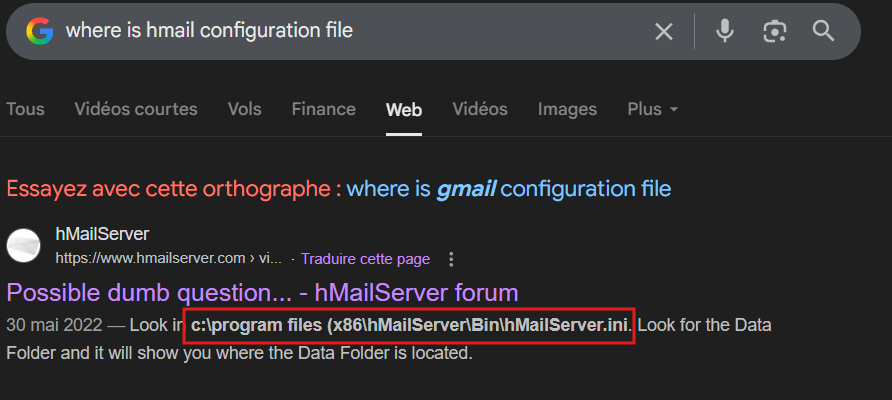 where is hmail configuration file
Tous Vidéos courtes Vols Finance Web Vidéos Images Plus
Essayez avec cette orthographe : where is gmail configuration file
hMailServer
https://www.hmailserver.com › vi... · Traduire cette page
Possible dumb question... - hMailServer forum
30 mai 2022 — Look in c:\program files (x86\hMailServer\Bin\hMailServer.ini. Look for the Data
Folder and it will show you where the Data Folder is located.